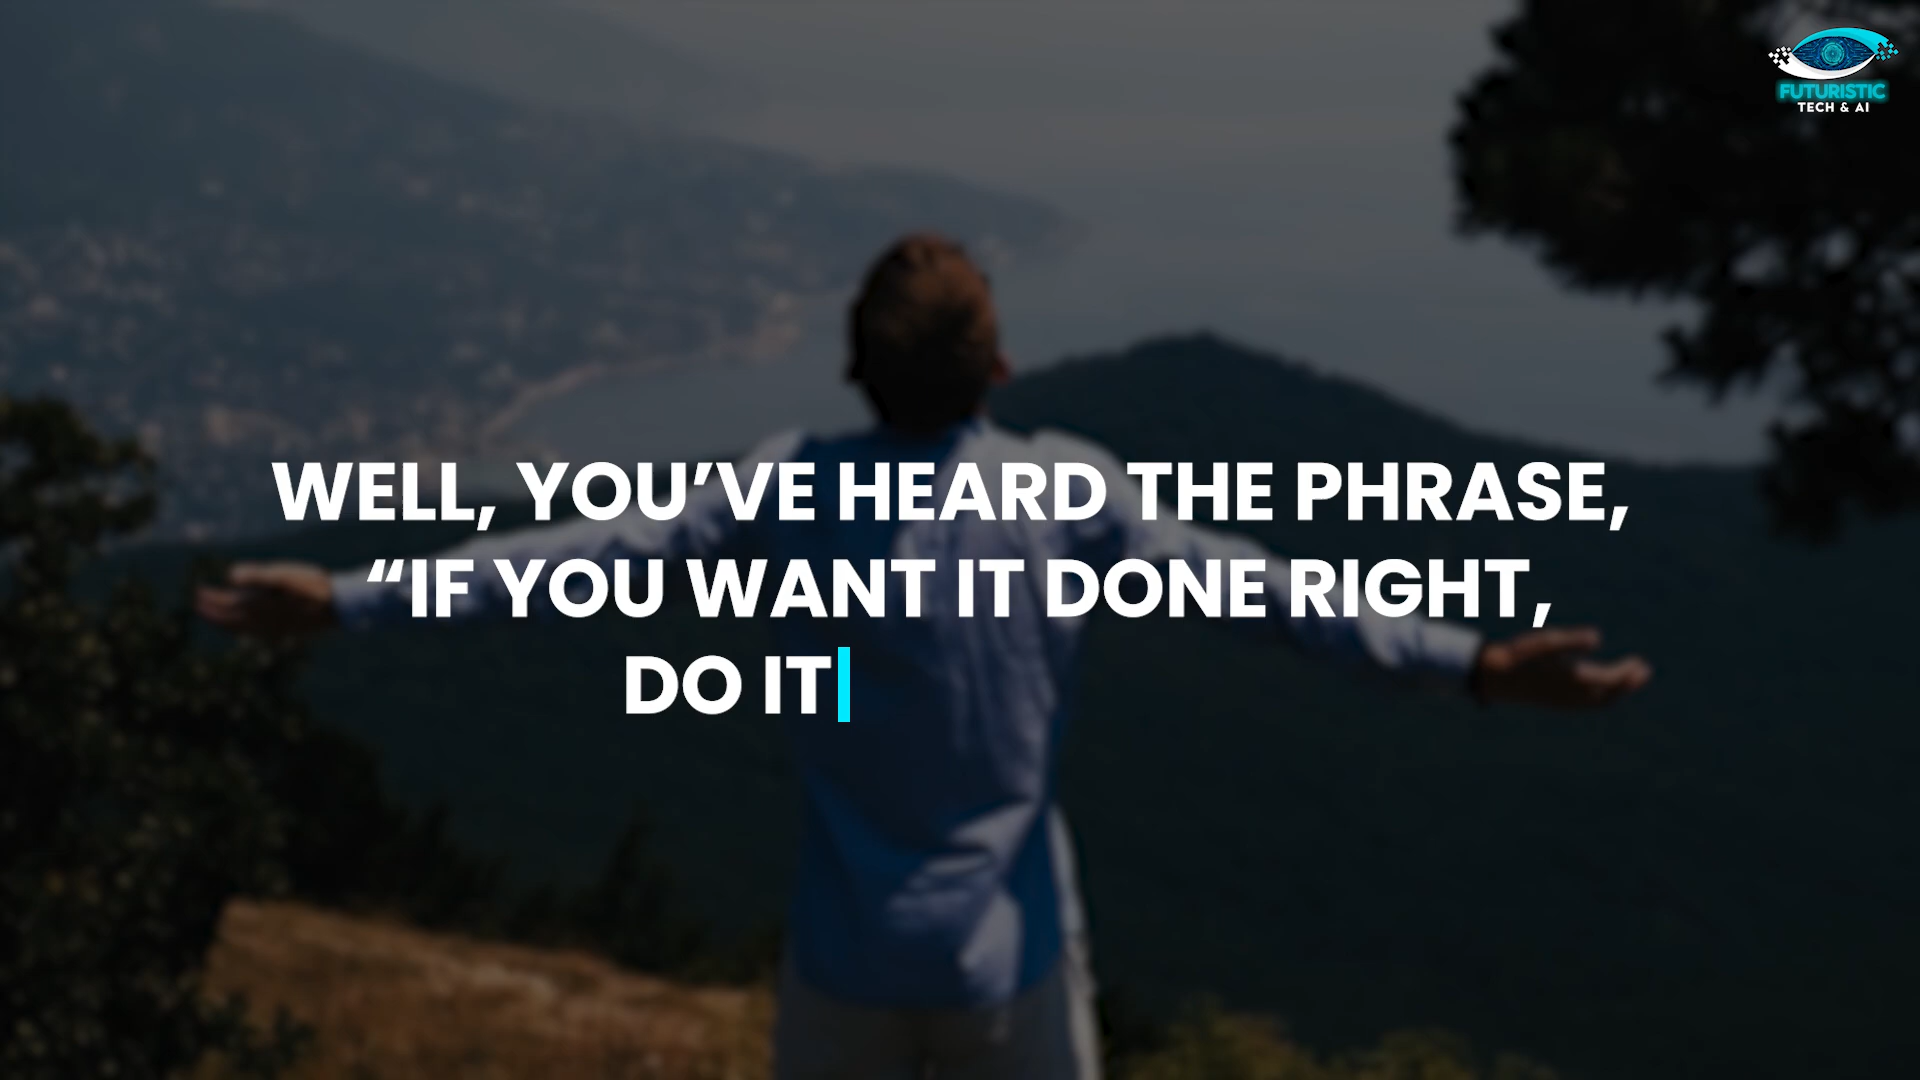 FUTURISTIC
TECH & AI
WELL, YOU’VE HEARD THE PHRASE,
“IF YOU WANT IT DONE RIGHT,
DO IT